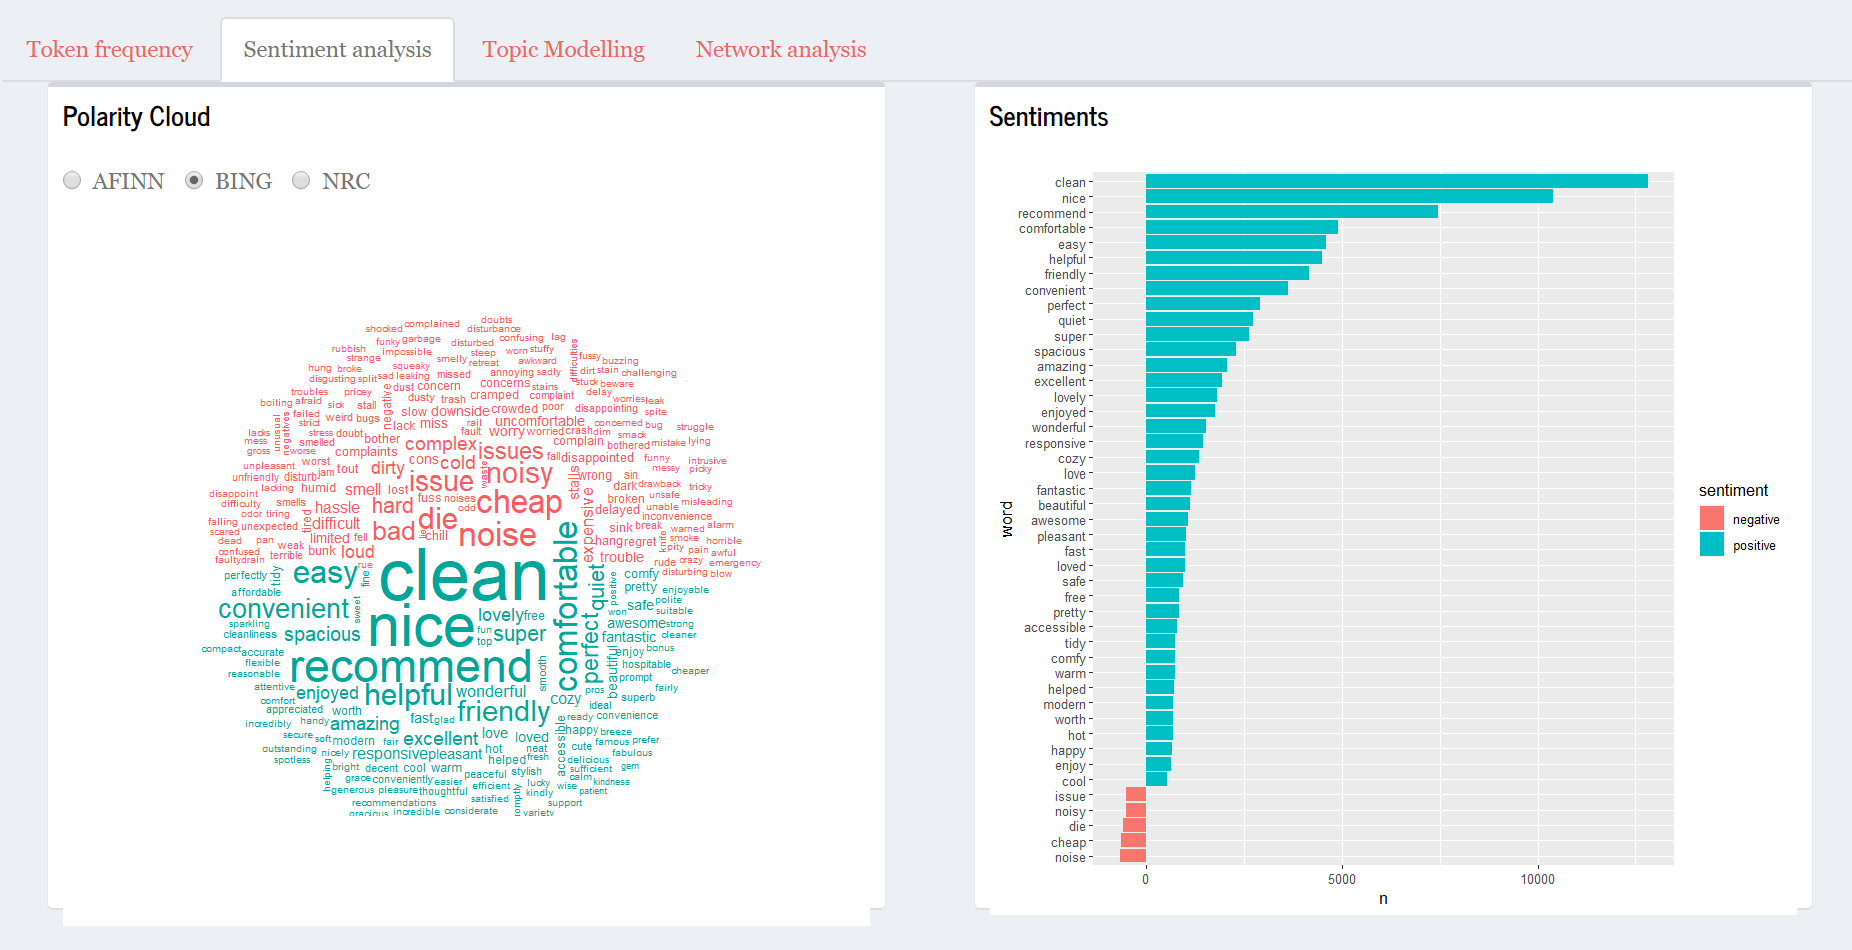 Token frequency Sentiment analysis Topic Modelling Network analysis
Polarity Cloud
AFINN BING NRC
doubts
shocked complained disturbance
funky garbage disturbed confusing lag
rubbish impossible steep worn stuffy difficulties fussy
strange smelly retreat awkward buzzing
hung broke squeaky annoying sadly dirt stain challenging
disgusting split sad leaking missed stuck beware
troubles pricey negative dust concern concerns stains delay
boiling afraid sick stall dusty trash cramped complaint worries leak
failed weird bugs slow downside crowded poor disappointing spite
unusual negatives strict lack miss rail uncomfortable concerned bug struggle
lacks stress doubt fault worry worried crash dim smack
mess smelled bother complex issues complain bothered mistake lying
gross worse complaints cons cold waste fall disappointed funny intrusive
unpleasant worst dirty issue noisy stalls wrong sin messy picky
unfriendly disturb jam tout dark drawback tricky
disappoint lacking humid smell lost fuss noises cheap expensive broken unsafe
difficulty smells hassle hard odd delayed unable misleading
odor tiring tired difficult die inconvenience
falling unexpected bad noise sink break warned alarm
scared limited fell lie chill hang regret knife smoke horrible
dead pan weak bunk loud pity pain awful
confused terrible trouble rude crazy emergency
faulty drain rue disturbing blow
perfectly tidy easy fine clean comfortable quiet positive comfy
affordable pretty enjoyable
convenient sweet lovely free won safe polite
sparkling nice suitable
cleanliness spacious fun super perfect awesome strong
top fantastic cleaner
compact accurate recommend smooth beautiful enjoy bonus
flexible hospitable
reasonable prompt cheaper
attentive enjoyed helpful wonderful pros fairly
comfort cozy superb
appreciated worth friendly ideal
incredibly handy amazing fast glad accessible ready convenience
secure happy breeze
soft modern fair excellent love loved famous prefer
outstanding nicely responsive pleasant hot neat cute fabulous
spotless helping helped fresh delicious
bright decent cool warm peaceful stylish sufficient gem
grace conveniently easier calm kindness
generous pleasure thoughtful efficient lucky wise patient
recommendations satisfied promptly kindly support
gracious incredible considerate variety
Sentiments
word
clean
nice
recommend
comfortable
easy
helpful
friendly
convenient
perfect
quiet
super
spacious
amazing
excellent
lovely
enjoyed
wonderful
responsive
cozy
love
fantastic
beautiful
awesome
pleasant
fast
loved
safe
free
pretty
accessible
tidy
comfy
warm
helped
modern
worth
hot
happy
enjoy
cool
issue
noisy
die
cheap
noise
0 5000 10000
n
sentiment
negative
positive